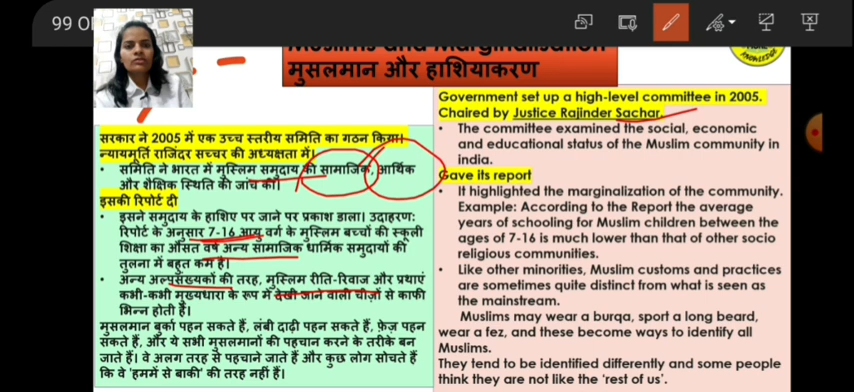 99 OF
Muslims and Marginalisation
मुसलमान और हाशियाकरण
KNOWLEDGE
सरकार ने 2005 में एक उच्च स्तरीय समिति का गठन किया।
न्यायमूर्ति राजिंदर सच्चर की अध्यक्षता में।
• समिति ने भारत में मुस्लिम समुदाय की सामाजिक, आर्थिक
और शैक्षिक स्थिति की जांच की।
इसकी रिपोर्ट दी
• इसने समुदाय के हाशिए पर जाने पर प्रकाश डाला। उदाहरण:
रिपोर्ट के अनुसार 7-16 आयु वर्ग के मुस्लिम बच्चों की स्कूली
शिक्षा का औसत वर्ष अन्य सामाजिक धार्मिक समुदायों की
तुलना में बहुत कम है।
• अन्य अल्पसंख्यकों की तरह, मुस्लिम रीति-रिवाज और प्रथाएं
कभी-कभी मुख्यधारा के रूप में देखी जाने वाली चीज़ों से काफी
भिन्न होती हैं।
मुसलमान बुर्का पहन सकते हैं, लंबी दाढ़ी पहन सकते हैं, फ़ेज़ पहन
सकते हैं, और ये सभी मुसलमानों की पहचान करने के तरीके बन
जाते हैं। वे अलग तरह से पहचाने जाते हैं और कुछ लोग सोचते हैं
कि वे 'हममें से बाकी' की तरह नहीं हैं।
Government set up a high-level committee in 2005.
Chaired by Justice Rajinder Sachar.
• The committee examined the social, economic
and educational status of the Muslim community in
india.
Gave its report
• It highlighted the marginalization of the community.
Example: According to the Report the average
years of schooling for Muslim children between the
ages of 7-16 is much lower than that of other socio
religious communities.
• Like other minorities, Muslim customs and practices
are sometimes quite distinct from what is seen as
the mainstream.
Muslims may wear a burqa, sport a long beard,
wear a fez, and these become ways to identify all
Muslims.
They tend to be identified differently and some people
think they are not like the 'rest of us'.